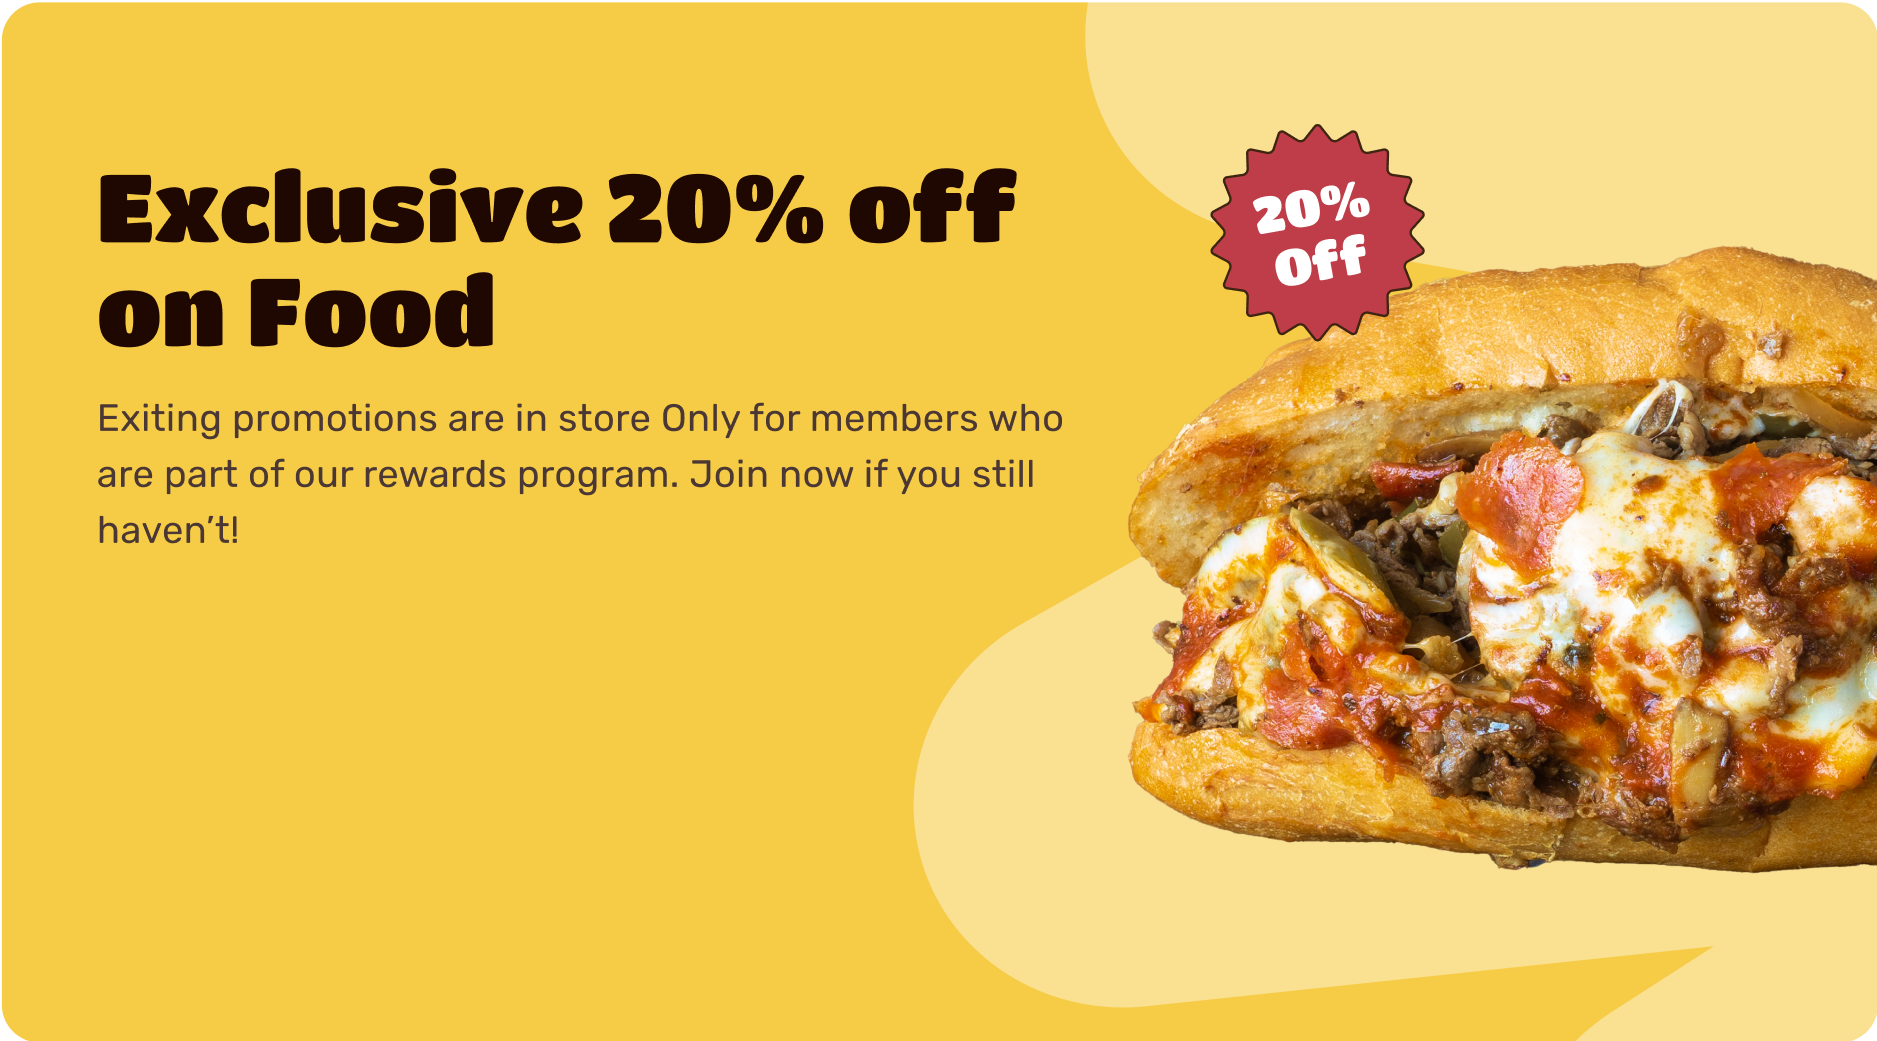 Exclusive 20% off
on Food
Exiting promotions are in store Only for members who
are part of our rewards program. Join now if you still
haven’t!
20%
Off